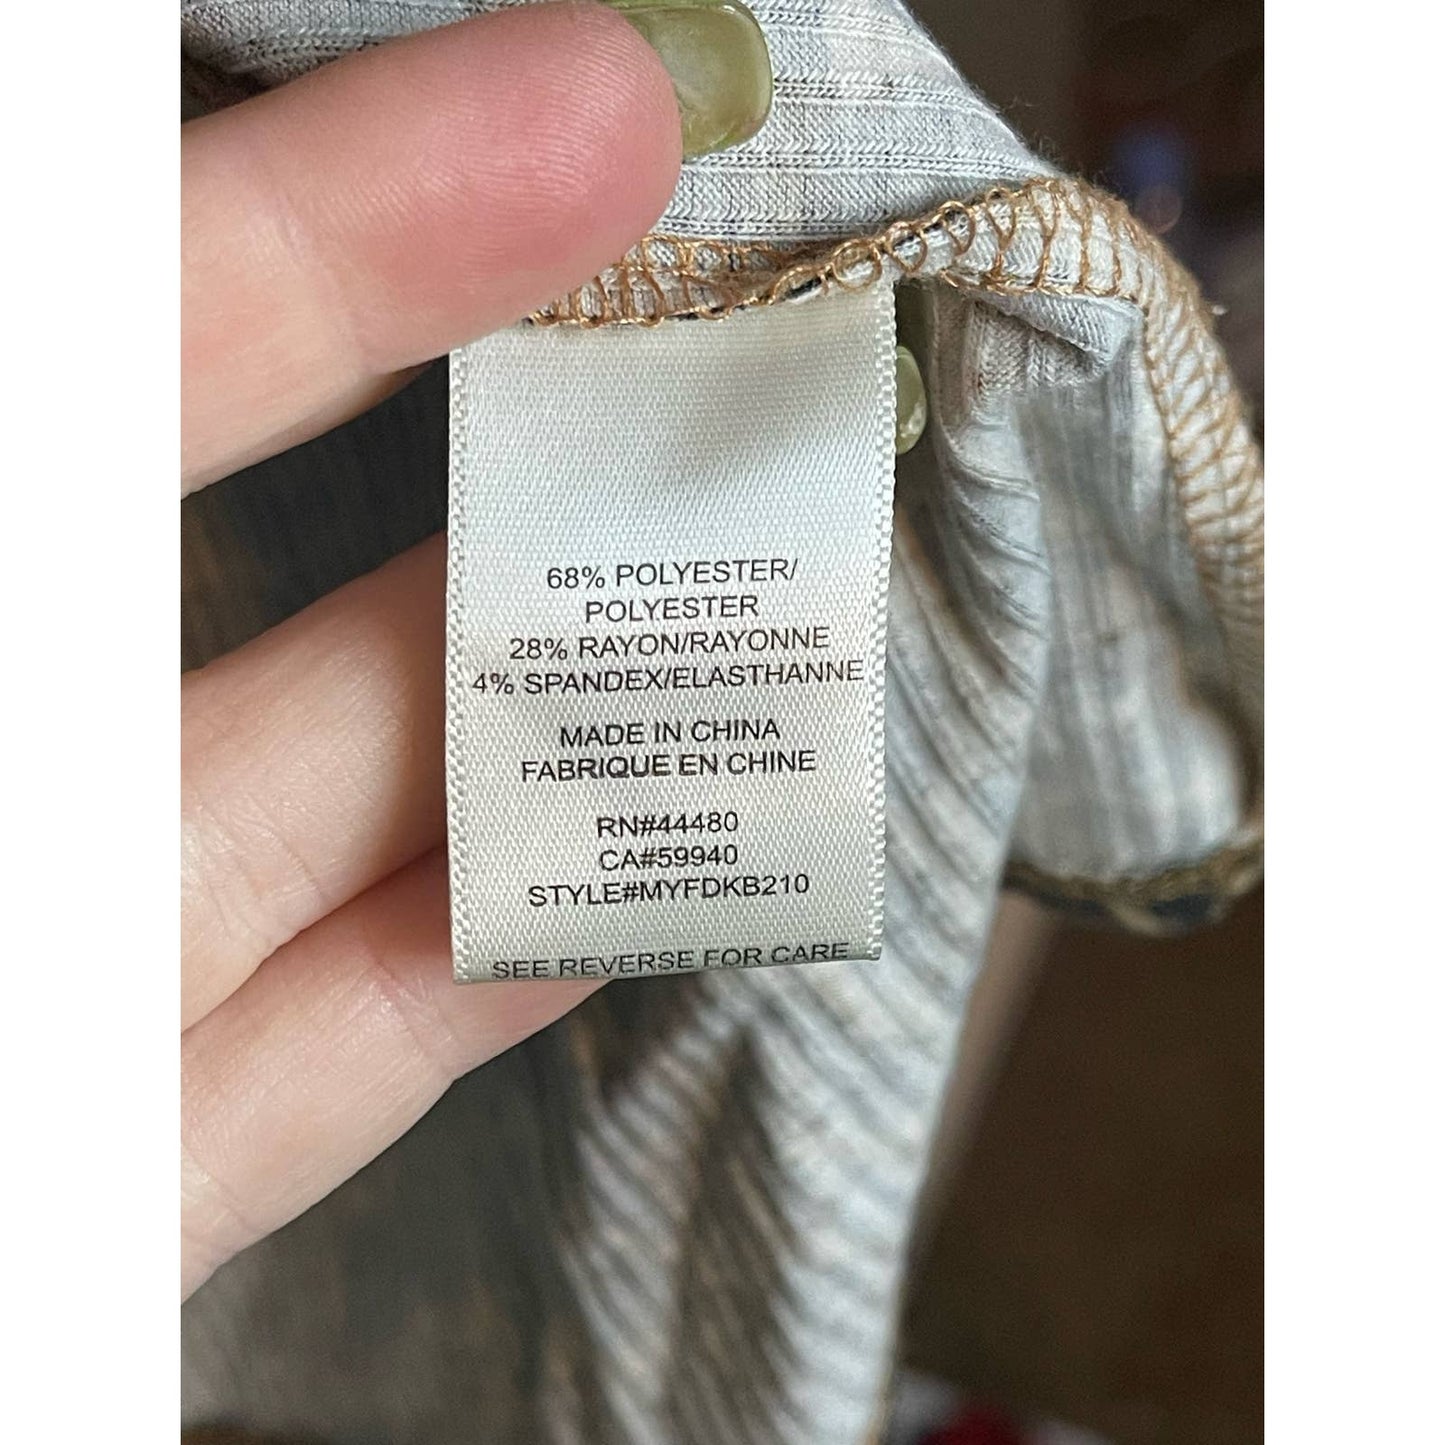 68% POLYESTER/
POLYESTER
28% RAYON/RAYONNE
4% SPANDEX/ELASTHANNE
MADE IN CHINA
FABRIQUE EN CHINE
RN#44480
CA#59940
STYLE#MYFDKB210
SEE REVERSE FOR CARE